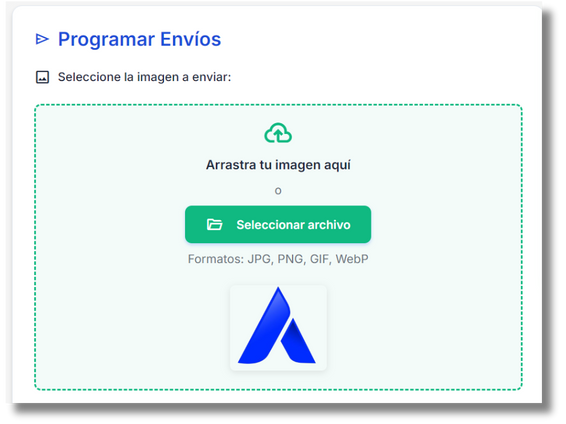 Programar Envíos
Seleccione la imagen a enviar:
Arrastra tu imagen aquí
o
Seleccionar archivo
Formatos: JPG, PNG, GIF, WebP